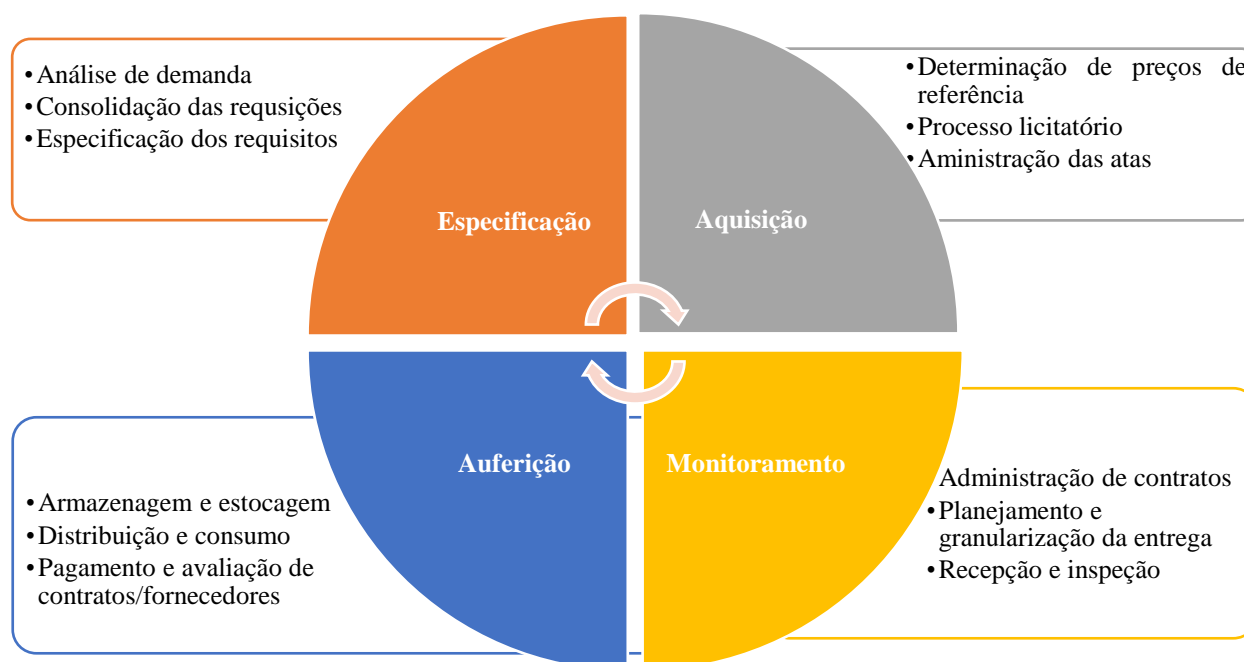 •Análise de demanda
•Consolidação das requsições
•Especificação dos requisitos
•Determinação de preços de
referência
•Processo licitatório
•Aministração das atas
Especificação
Aquisição
Auferição
Monitoramento
•Armazenagem e estocagem
•Distribuição e consumo
•Pagamento e avaliação de
contratos/fornecedores
Administração de contratos
•Planejamento e
granularização da entrega
•Recepção e inspeção